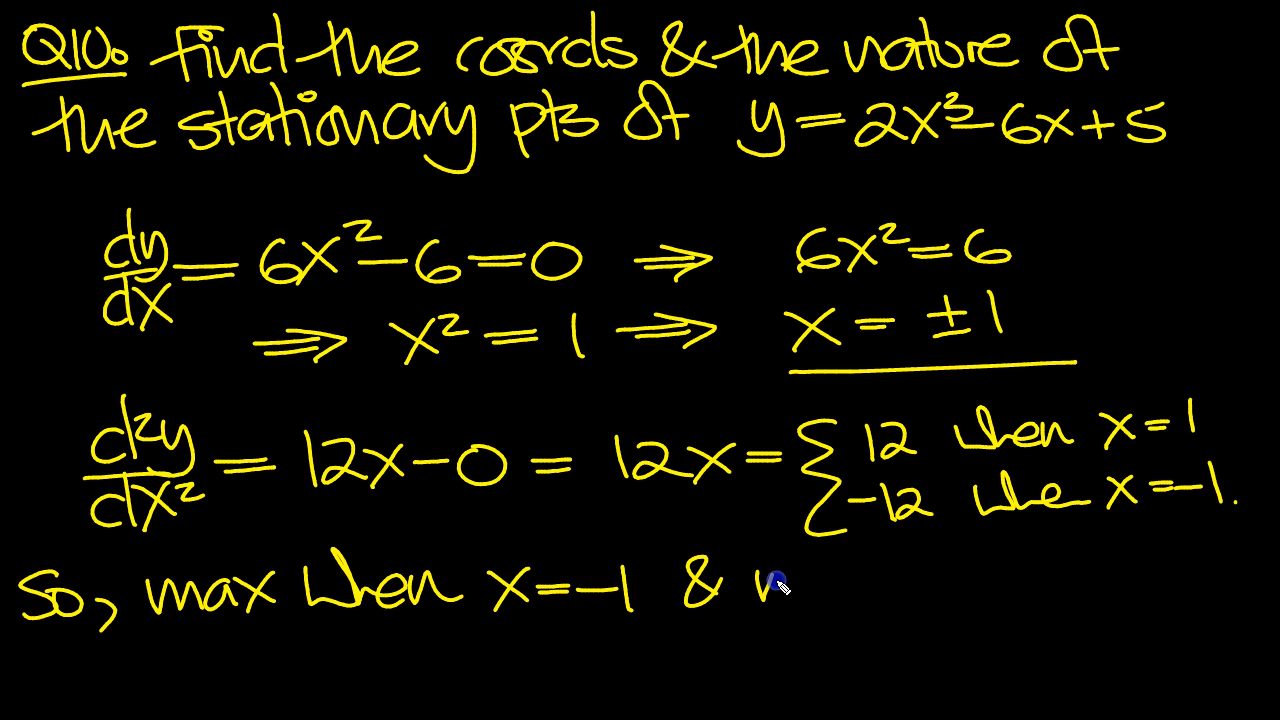 Q10. Find the coords & the nature of
the stationary pts of y = 2x³ - 6x + 5
dy/dx = 6x² - 6 = 0 ⇒ 6x² = 6
⇒ x² = 1 ⇒ x = ±1
d²y/dx² = 12x - 0 = 12x = { 12 when x = 1
-12 when x = -1.
So, max when x = -1 &